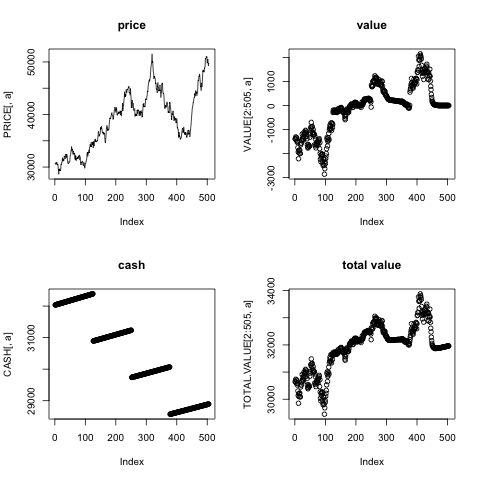 price
PRICE[, a]
30000 40000 50000
0 100 200 300 400 500
Index
value
VALUE[2:505, a]
-3000 -1000 0 1000
0 100 200 300 400 500
Index
cash
CASH[, a]
29000 31000
0 100 200 300 400 500
Index
total value
TOTAL.VALUE[2:505, a]
30000 32000 34000
0 100 200 300 400 500
Index